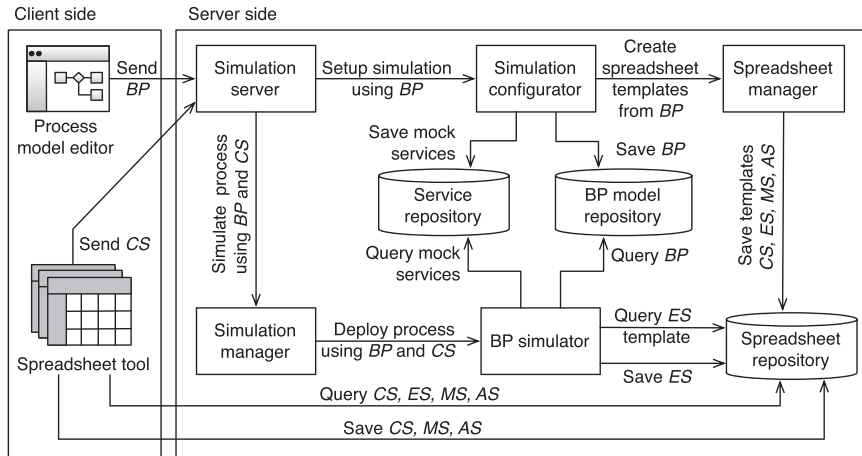 Client side
Server side
Send
BP
Process
model editor
Simulation
server
Setup simulation
using BP
Simulation
configurator
Create
spreadsheet
templates
from BP
Spreadsheet
manager
Save mock
services
Save BP
Service
repository
BP model
repository
Simulate process
using BP and CS
Save templates
CS, ES, MS, AS
Send CS
Query mock
services
Query BP
Spreadsheet tool
Simulation
manager
Deploy process
using BP and CS
BP simulator
Query ES
template
Save ES
Spreadsheet
repository
Query CS, ES, MS, AS
Save CS, MS, AS